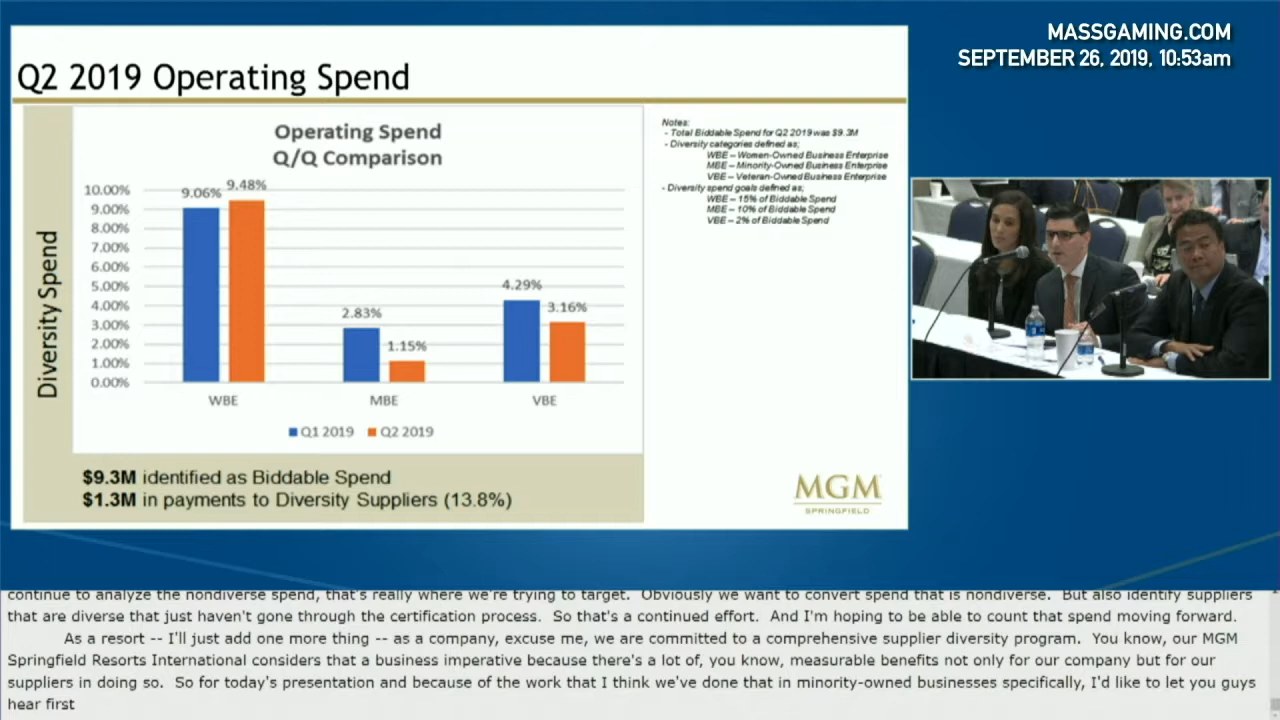 MASSGAMING.COM
SEPTEMBER 26, 2019, 10:53am
Q2 2019 Operating Spend
Diversity Spend
Operating Spend
Q/Q Comparison
10.00%
9.00%
8.00%
7.00%
6.00%
5.00%
4.00%
3.00%
2.00%
1.00%
0.00%
9.06%
9.48%
2.83%
1.15%
4.29%
3.16%
WBE
MBE
VBE
Q1 2019
Q2 2019
Notes:
- Total Biddable Spend for Q2 2019 was $9.3M
- Diversity categories defined as;
WBE – Women-Owned Business Enterprise
MBE – Minority-Owned Business Enterprise
VBE – Veteran-Owned Business Enterprise
- Diversity spend goals defined as;
WBE – 15% of Biddable Spend
MBE – 10% of Biddable Spend
VBE – 2% of Biddable Spend
$9.3M identified as Biddable Spend
$1.3M in payments to Diversity Suppliers (13.8%)
MGM
SPRINGFIELD
continue to analyze the nondiverse spend, that's really where we're trying to target. Obviously we want to convert spend that is nondiverse. But also identify suppliers
that are diverse that just haven't gone through the certification process. So that's a continued effort. And I'm hoping to be able to count that spend moving forward.
As a resort -- I'll just add one more thing -- as a company, excuse me, we are committed to a comprehensive supplier diversity program. You know, our MGM
Springfield Resorts International considers that a business imperative because there's a lot of, you know, measurable benefits not only for our company but for our
suppliers in doing so. So for today's presentation and because of the work that I think we've done that in minority-owned businesses specifically, I'd like to let you guys
hear first